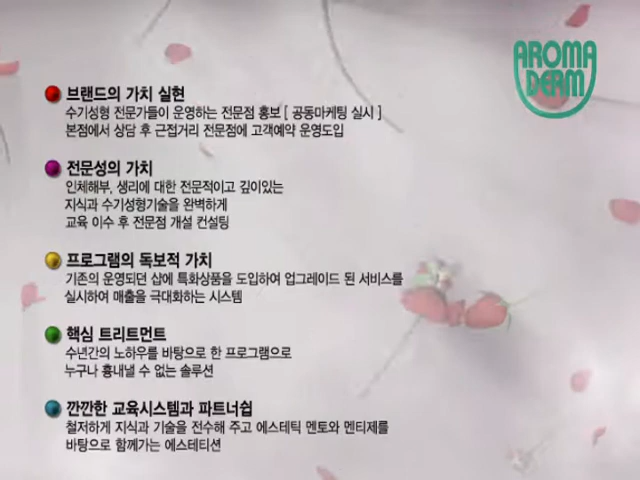 AROMA
DERM
브랜드의 가치 실현
수기성형 전문가들이 운영하는 전문점 홍보 [ 공동마케팅 실시 ]
본점에서 상담 후 근접거리 전문점에 고객예약 운영도입
전문성의 가치
인체해부, 생리에 대한 전문적이고 깊이있는
지식과 수기성형기술을 완벽하게
교육 이수 후 전문점 개설 컨설팅
프로그램의 독보적 가치
기존의 운영되던 샵에 특화상품을 도입하여 업그레이드 된 서비스를
실시하여 매출을 극대화하는 시스템
핵심 트리트먼트
수년간의 노하우를 바탕으로 한 프로그램으로
누구나 흉내낼 수 없는 솔루션
깐깐한 교육시스템과 파트너쉽
철저하게 지식과 기술을 전수해 주고 에스테틱 멘토와 멘티제를
바탕으로 함께가는 에스테티션